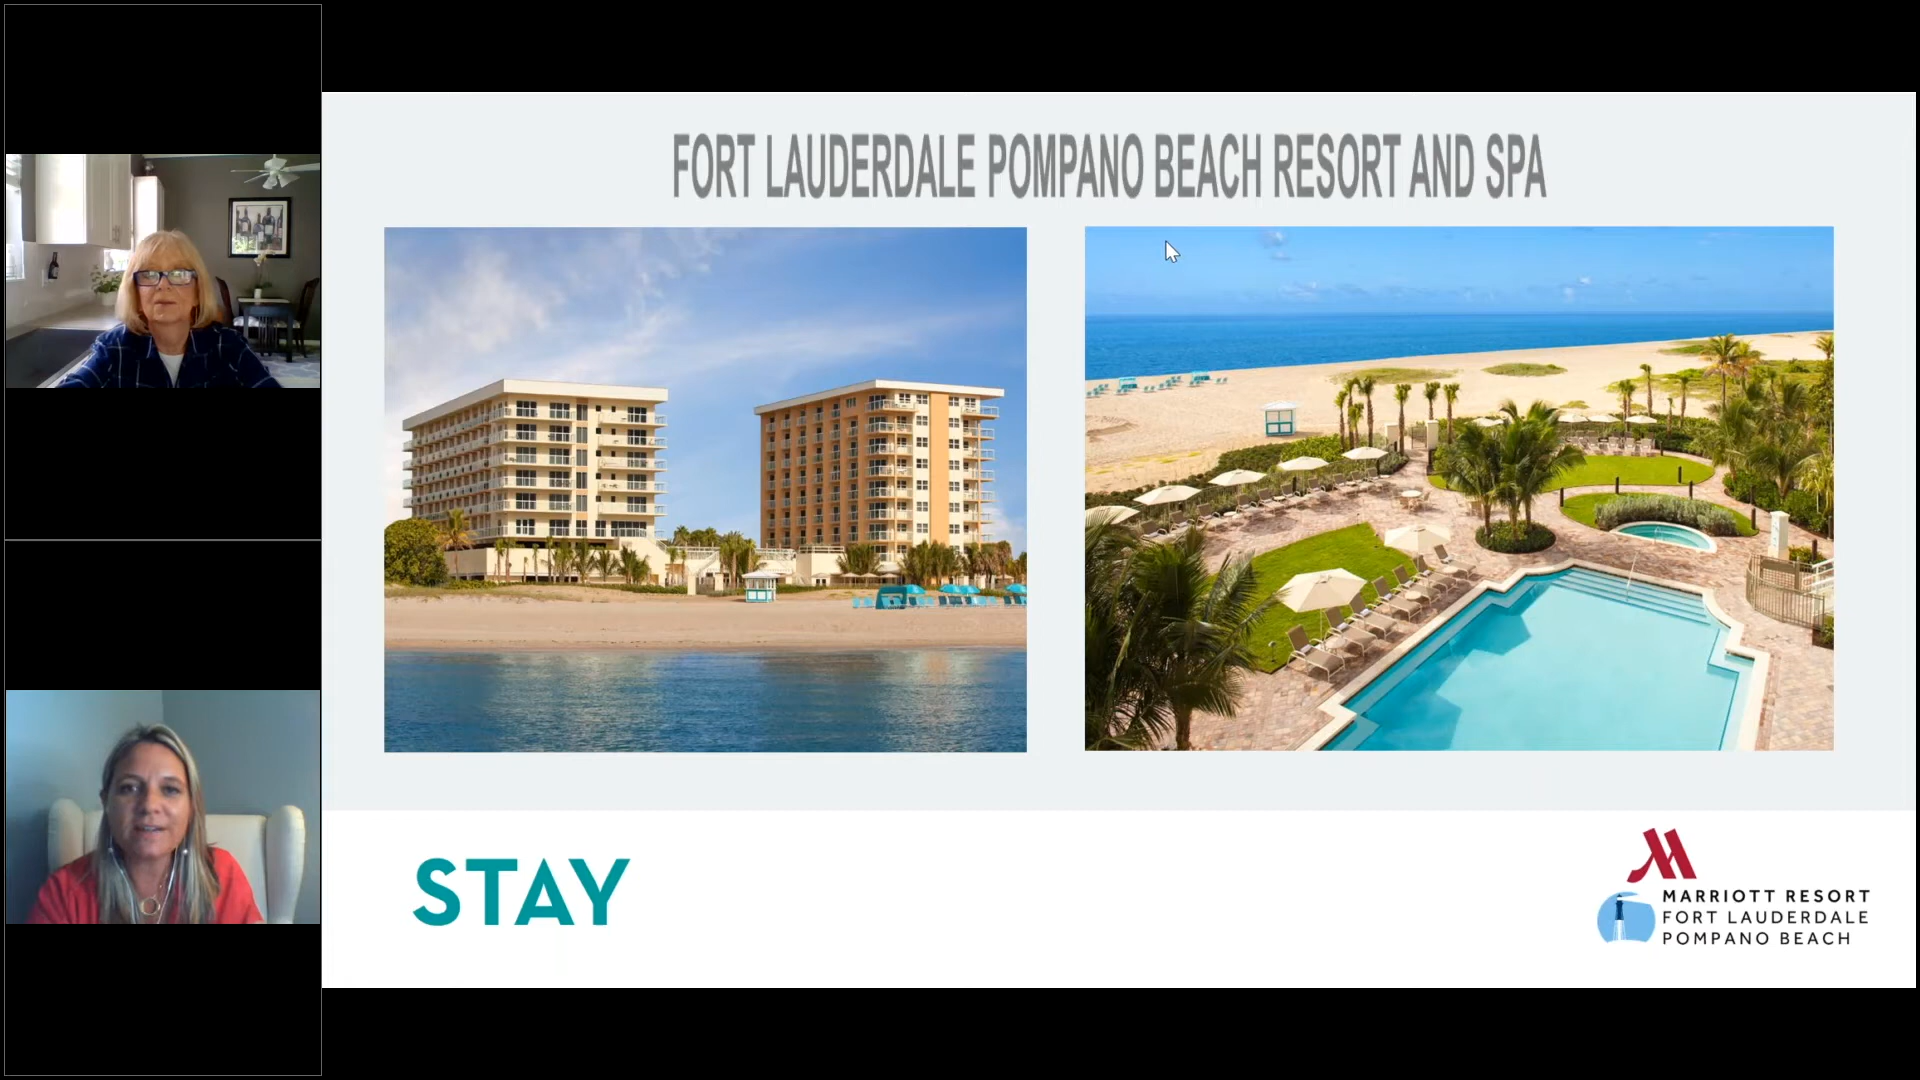 FORT LAUDERDALE POMPANO BEACH RESORT AND SPA
STAY
MARRIOTT RESORT
FORT LAUDERDALE
POMPANO BEACH